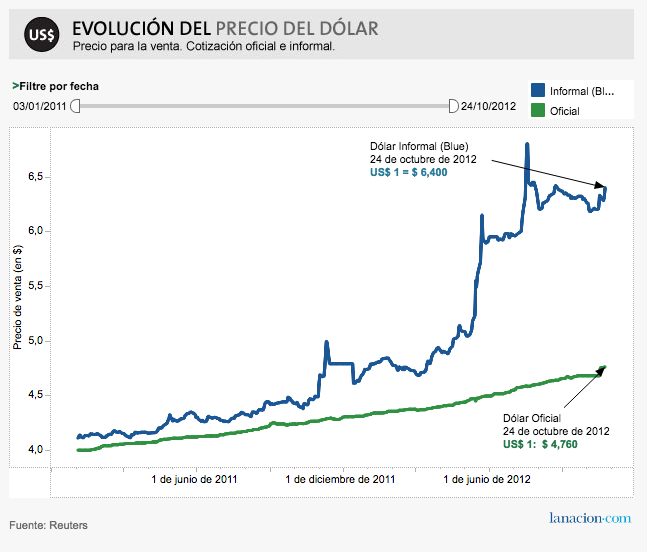 US$
EVOLUCIÓN DEL PRECIO DEL DÓLAR
Precio para la venta. Cotización oficial e informal.
>Filtre por fecha
03/01/2011
24/10/2012
Informal (Bl...
Oficial
Dólar Informal (Blue)
24 de octubre de 2012
US$ 1 = $ 6,400
Precio de venta (en $)
6,5
6,0
5,5
5,0
4,5
4,0
Dólar Oficial
24 de octubre de 2012
US$ 1: $ 4,760
1 de junio de 2011
1 de diciembre de 2011
1 de junio de 2012
Fuente: Reuters
lanacion.com